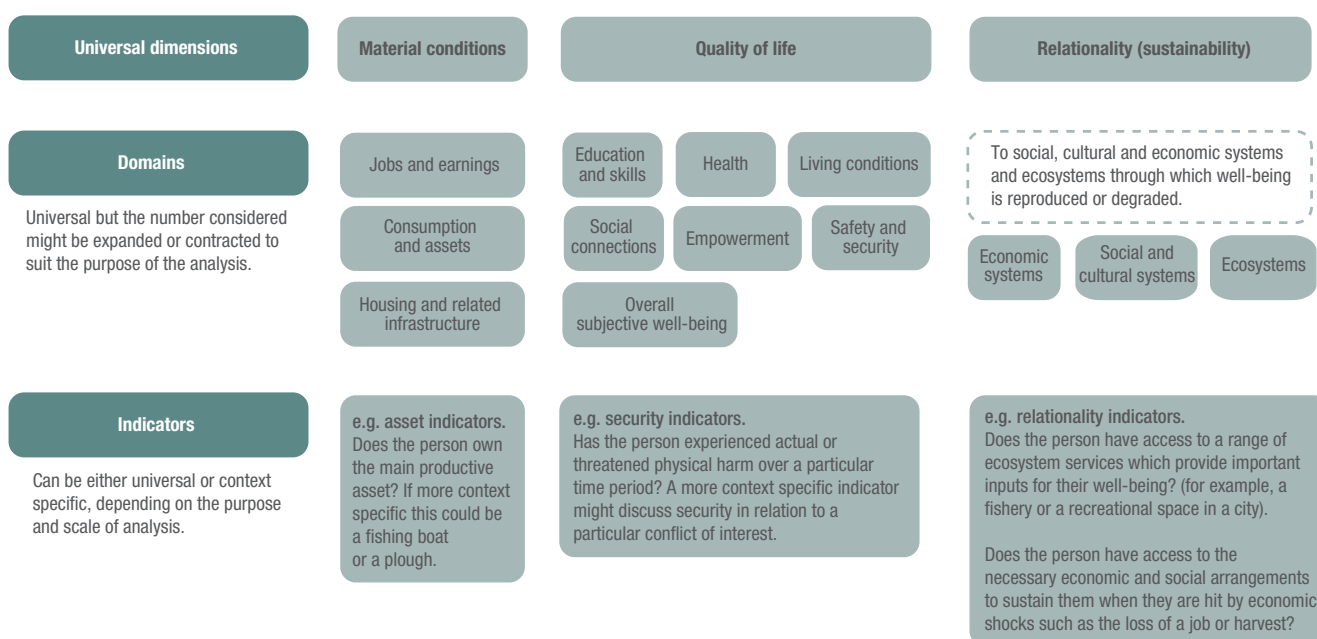 Universal dimensions
Material conditions
Quality of life
Relationality (sustainability)
Domains
Universal but the number considered
might be expanded or contracted to
suit the purpose of the analysis.
Jobs and earnings
Consumption
and assets
Housing and related
infrastructure
Education
and skills
Health
Living conditions
Social
connections
Empowerment
Safety and
security
Overall
subjective well-being
To social, cultural and economic systems
and ecosystems through which well-being
is reproduced or degraded.
Economic
systems
Social and
cultural systems
Ecosystems
Indicators
Can be either universal or context
specific, depending on the purpose
and scale of analysis.
e.g. asset indicators.
Does the person own
the main productive
asset? If more context
specific this could be
a fishing boat
or a plough.
e.g. security indicators.
Has the person experienced actual or
threatened physical harm over a particular
time period? A more context specific indicator
might discuss security in relation to a
particular conflict of interest.
e.g. relationality indicators.
Does the person have access to a range of
ecosystem services which provide important
inputs for their well-being? (for example, a
fishery or a recreational space in a city).
Does the person have access to the
necessary economic and social arrangements
to sustain them when they are hit by economic
shocks such as the loss of a job or harvest?